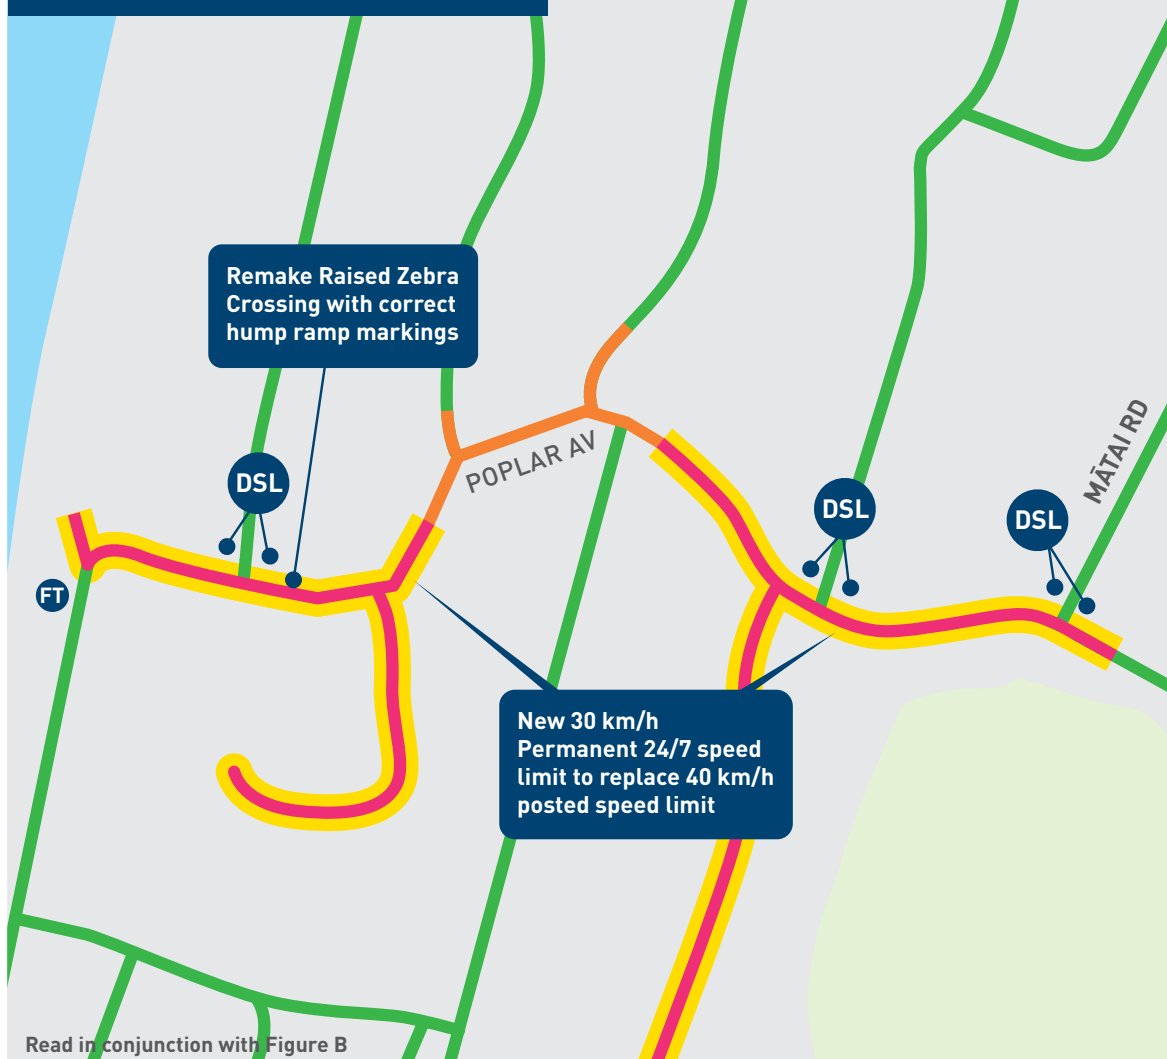 Remake Raised Zebra
Crossing with correct
hump ramp markings
POPLAR AV
MĀTAI RD
DSL
DSL
DSL
FT
New 30 km/h
Permanent 24/7 speed
limit to replace 40 km/h
posted speed limit
Read in conjunction with Figure B